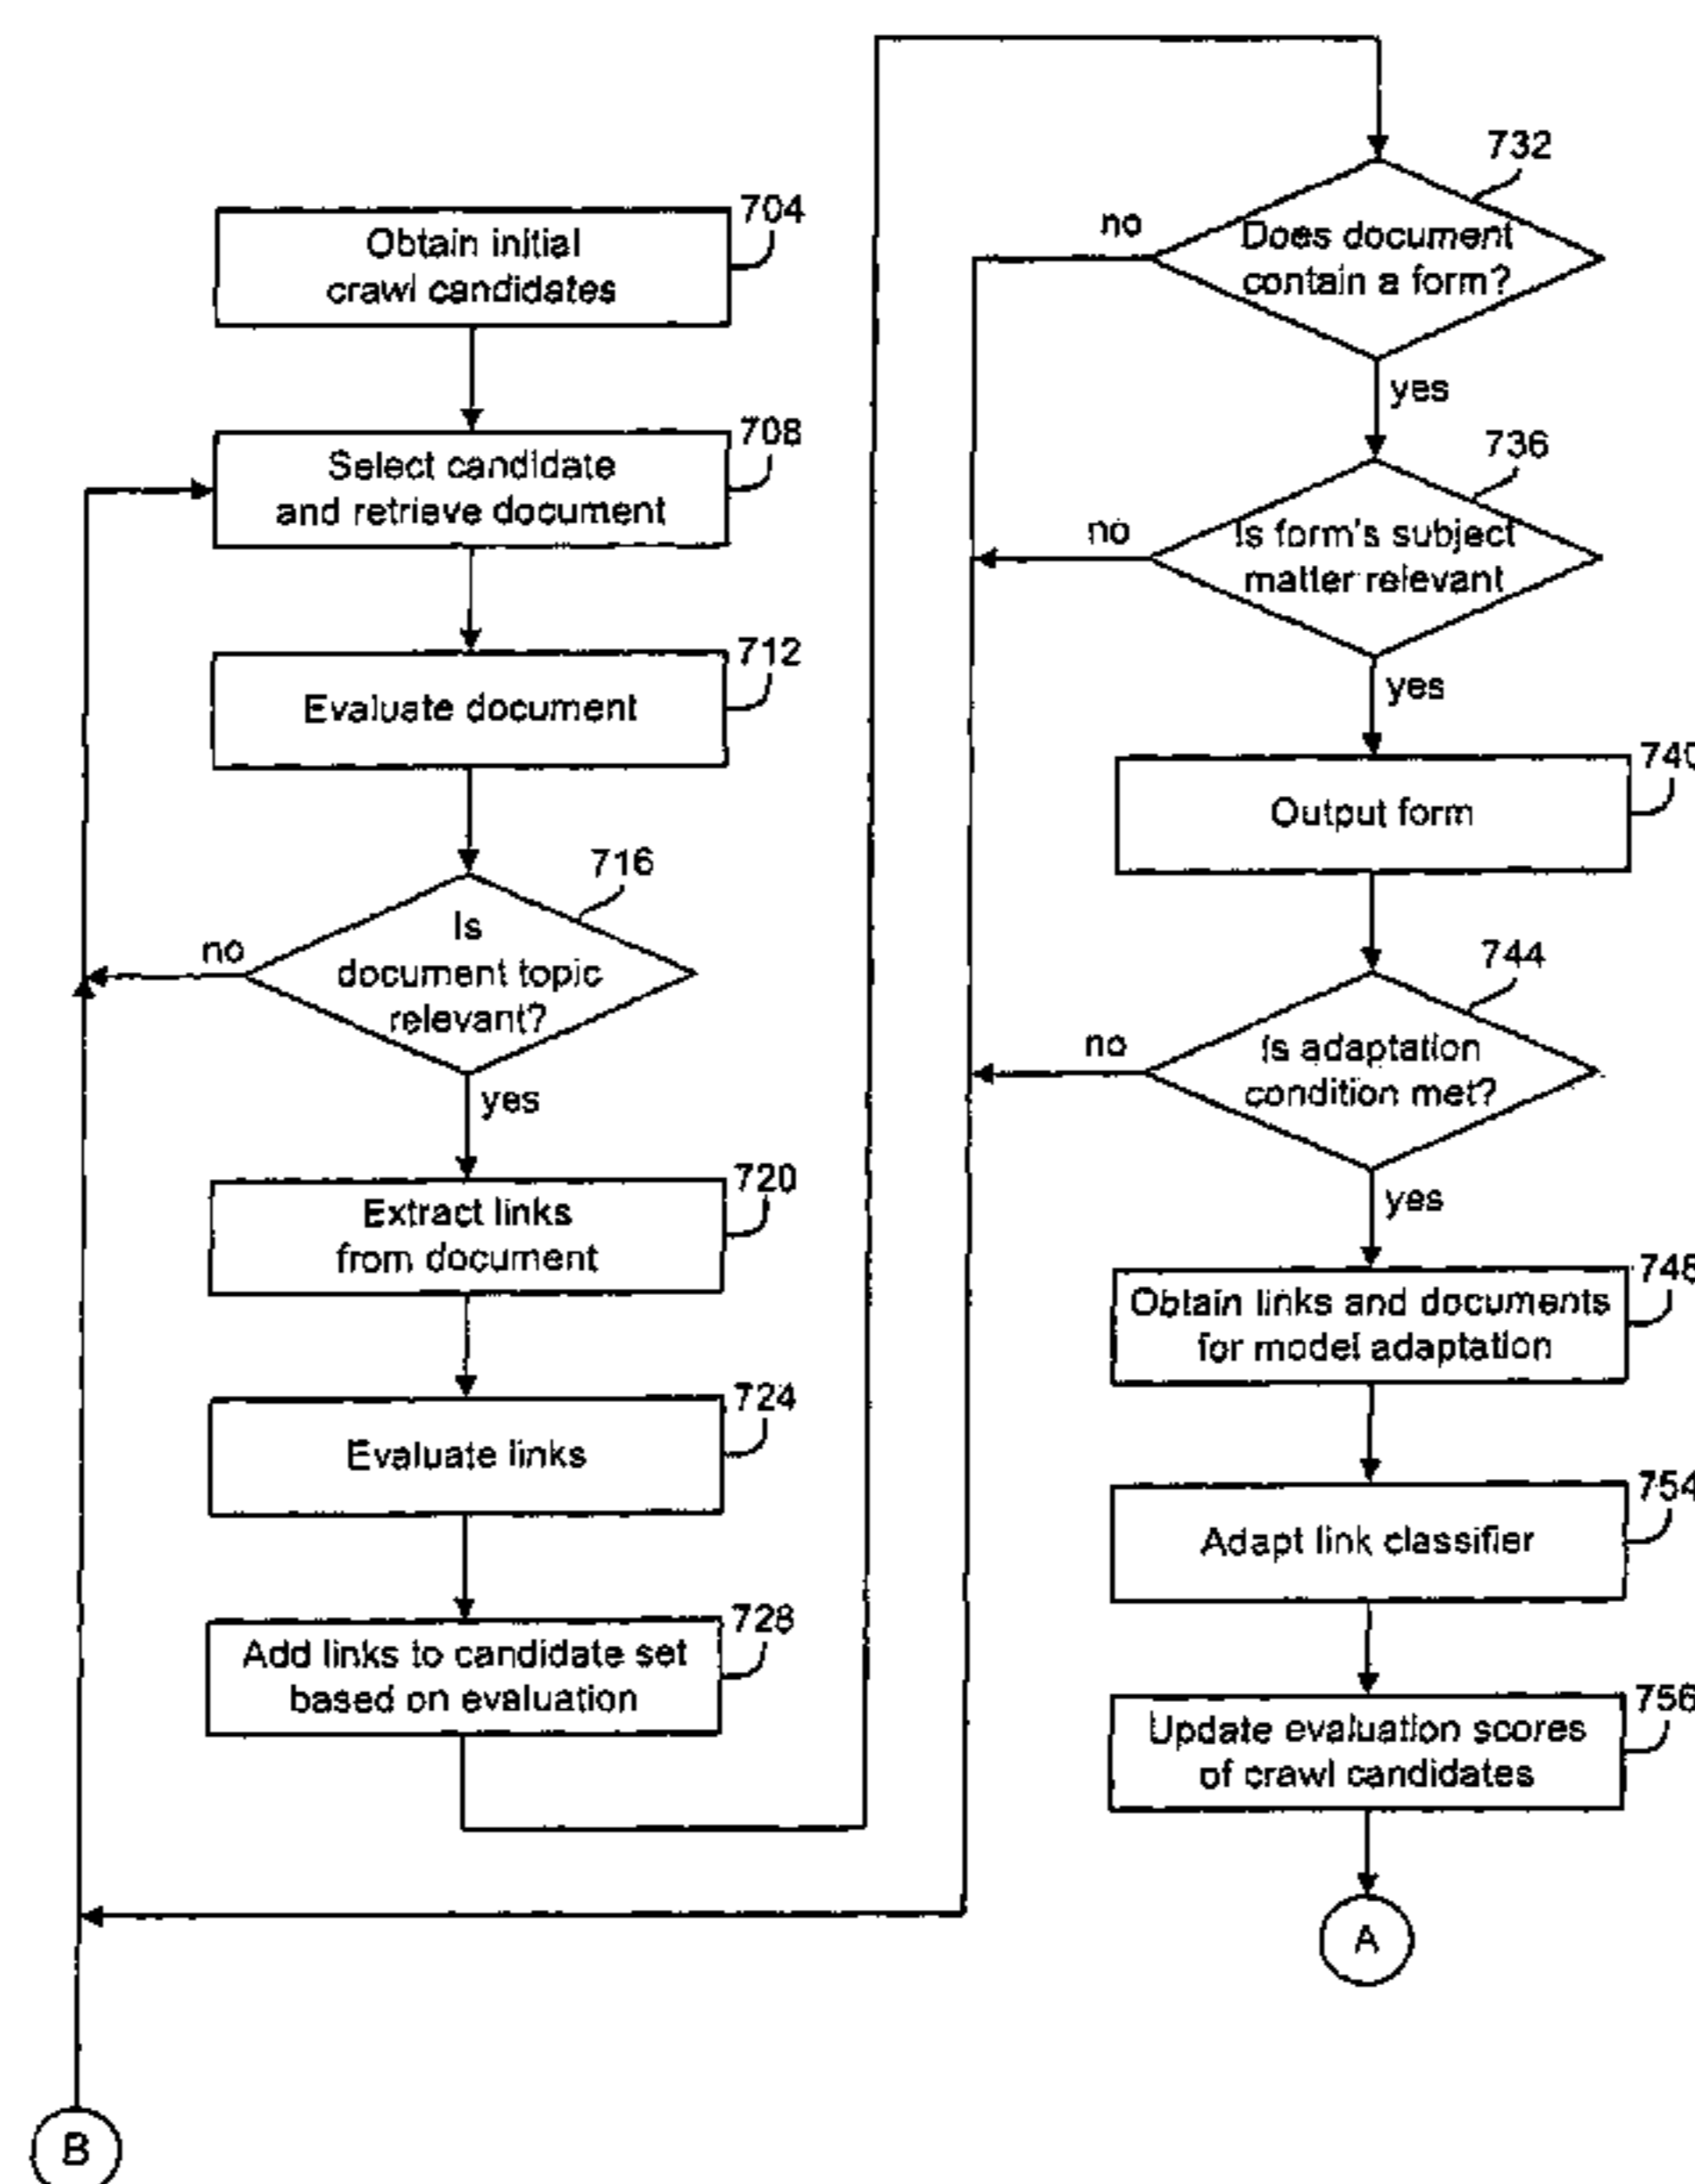 704
Obtain initial
crawl candidates
708
Select candidate
and retrieve document
712
Evaluate document
716
Is
document topic
relevant?
no
yes
720
Extract links
from document
724
Evaluate links
728
Add links to candidate set
based on evaluation
B
732
Does document
contain a form?
no
yes
736
Is form's subject
matter relevant
no
yes
740
Output form
744
Is adaptation
condition met?
no
yes
748
Obtain links and documents
for model adaptation
754
Adapt link classifier
756
Update evaluation scores
of crawl candidates
A